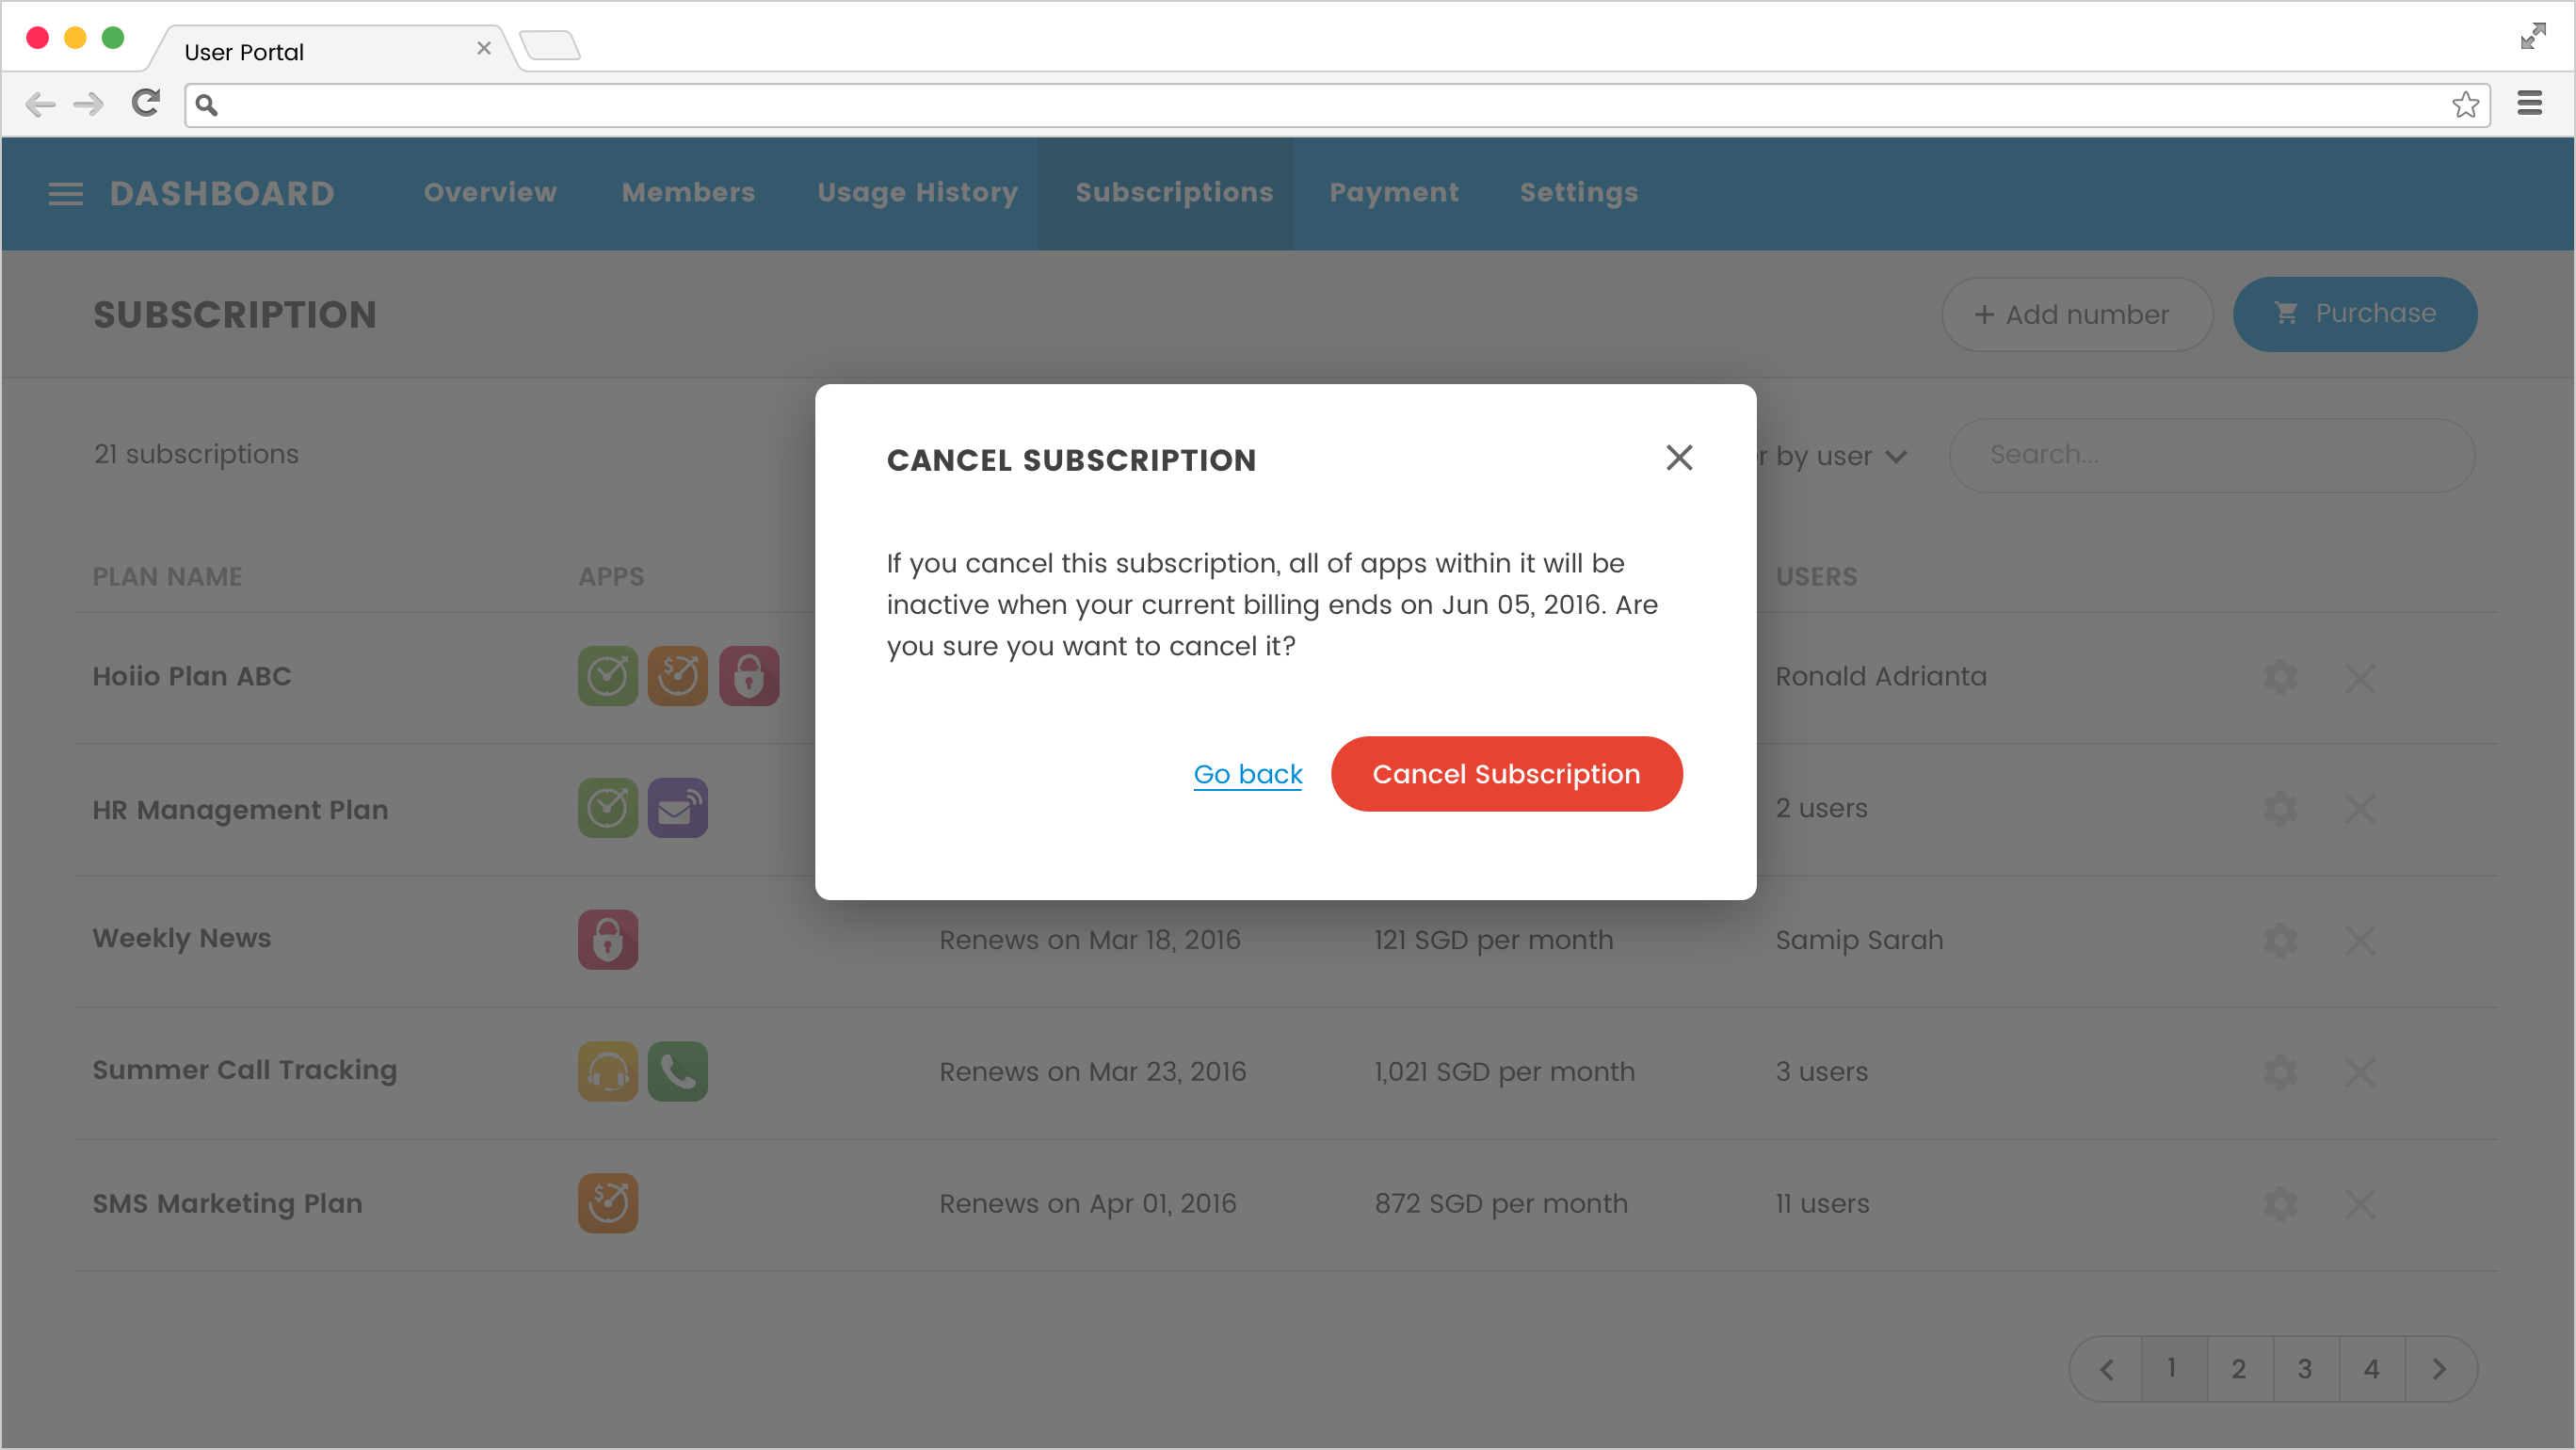 User Portal
DASHBOARD Overview Members Usage History Subscriptions Payment Settings
SUBSCRIPTION
+ Add number
Purchase
21 subscriptions
by user
Search...
CANCEL SUBSCRIPTION
If you cancel this subscription, all of apps within it will be
inactive when your current billing ends on Jun 05, 2016. Are
you sure you want to cancel it?
Go back
Cancel Subscription
PLAN NAME APPS USERS
Hoiio Plan ABC Ronald Adrianta
HR Management Plan 2 users
Weekly News Renews on Mar 18, 2016 121 SGD per month Samip Sarah
Summer Call Tracking Renews on Mar 23, 2016 1,021 SGD per month 3 users
SMS Marketing Plan Renews on Apr 01, 2016 872 SGD per month 11 users
1 2 3 4